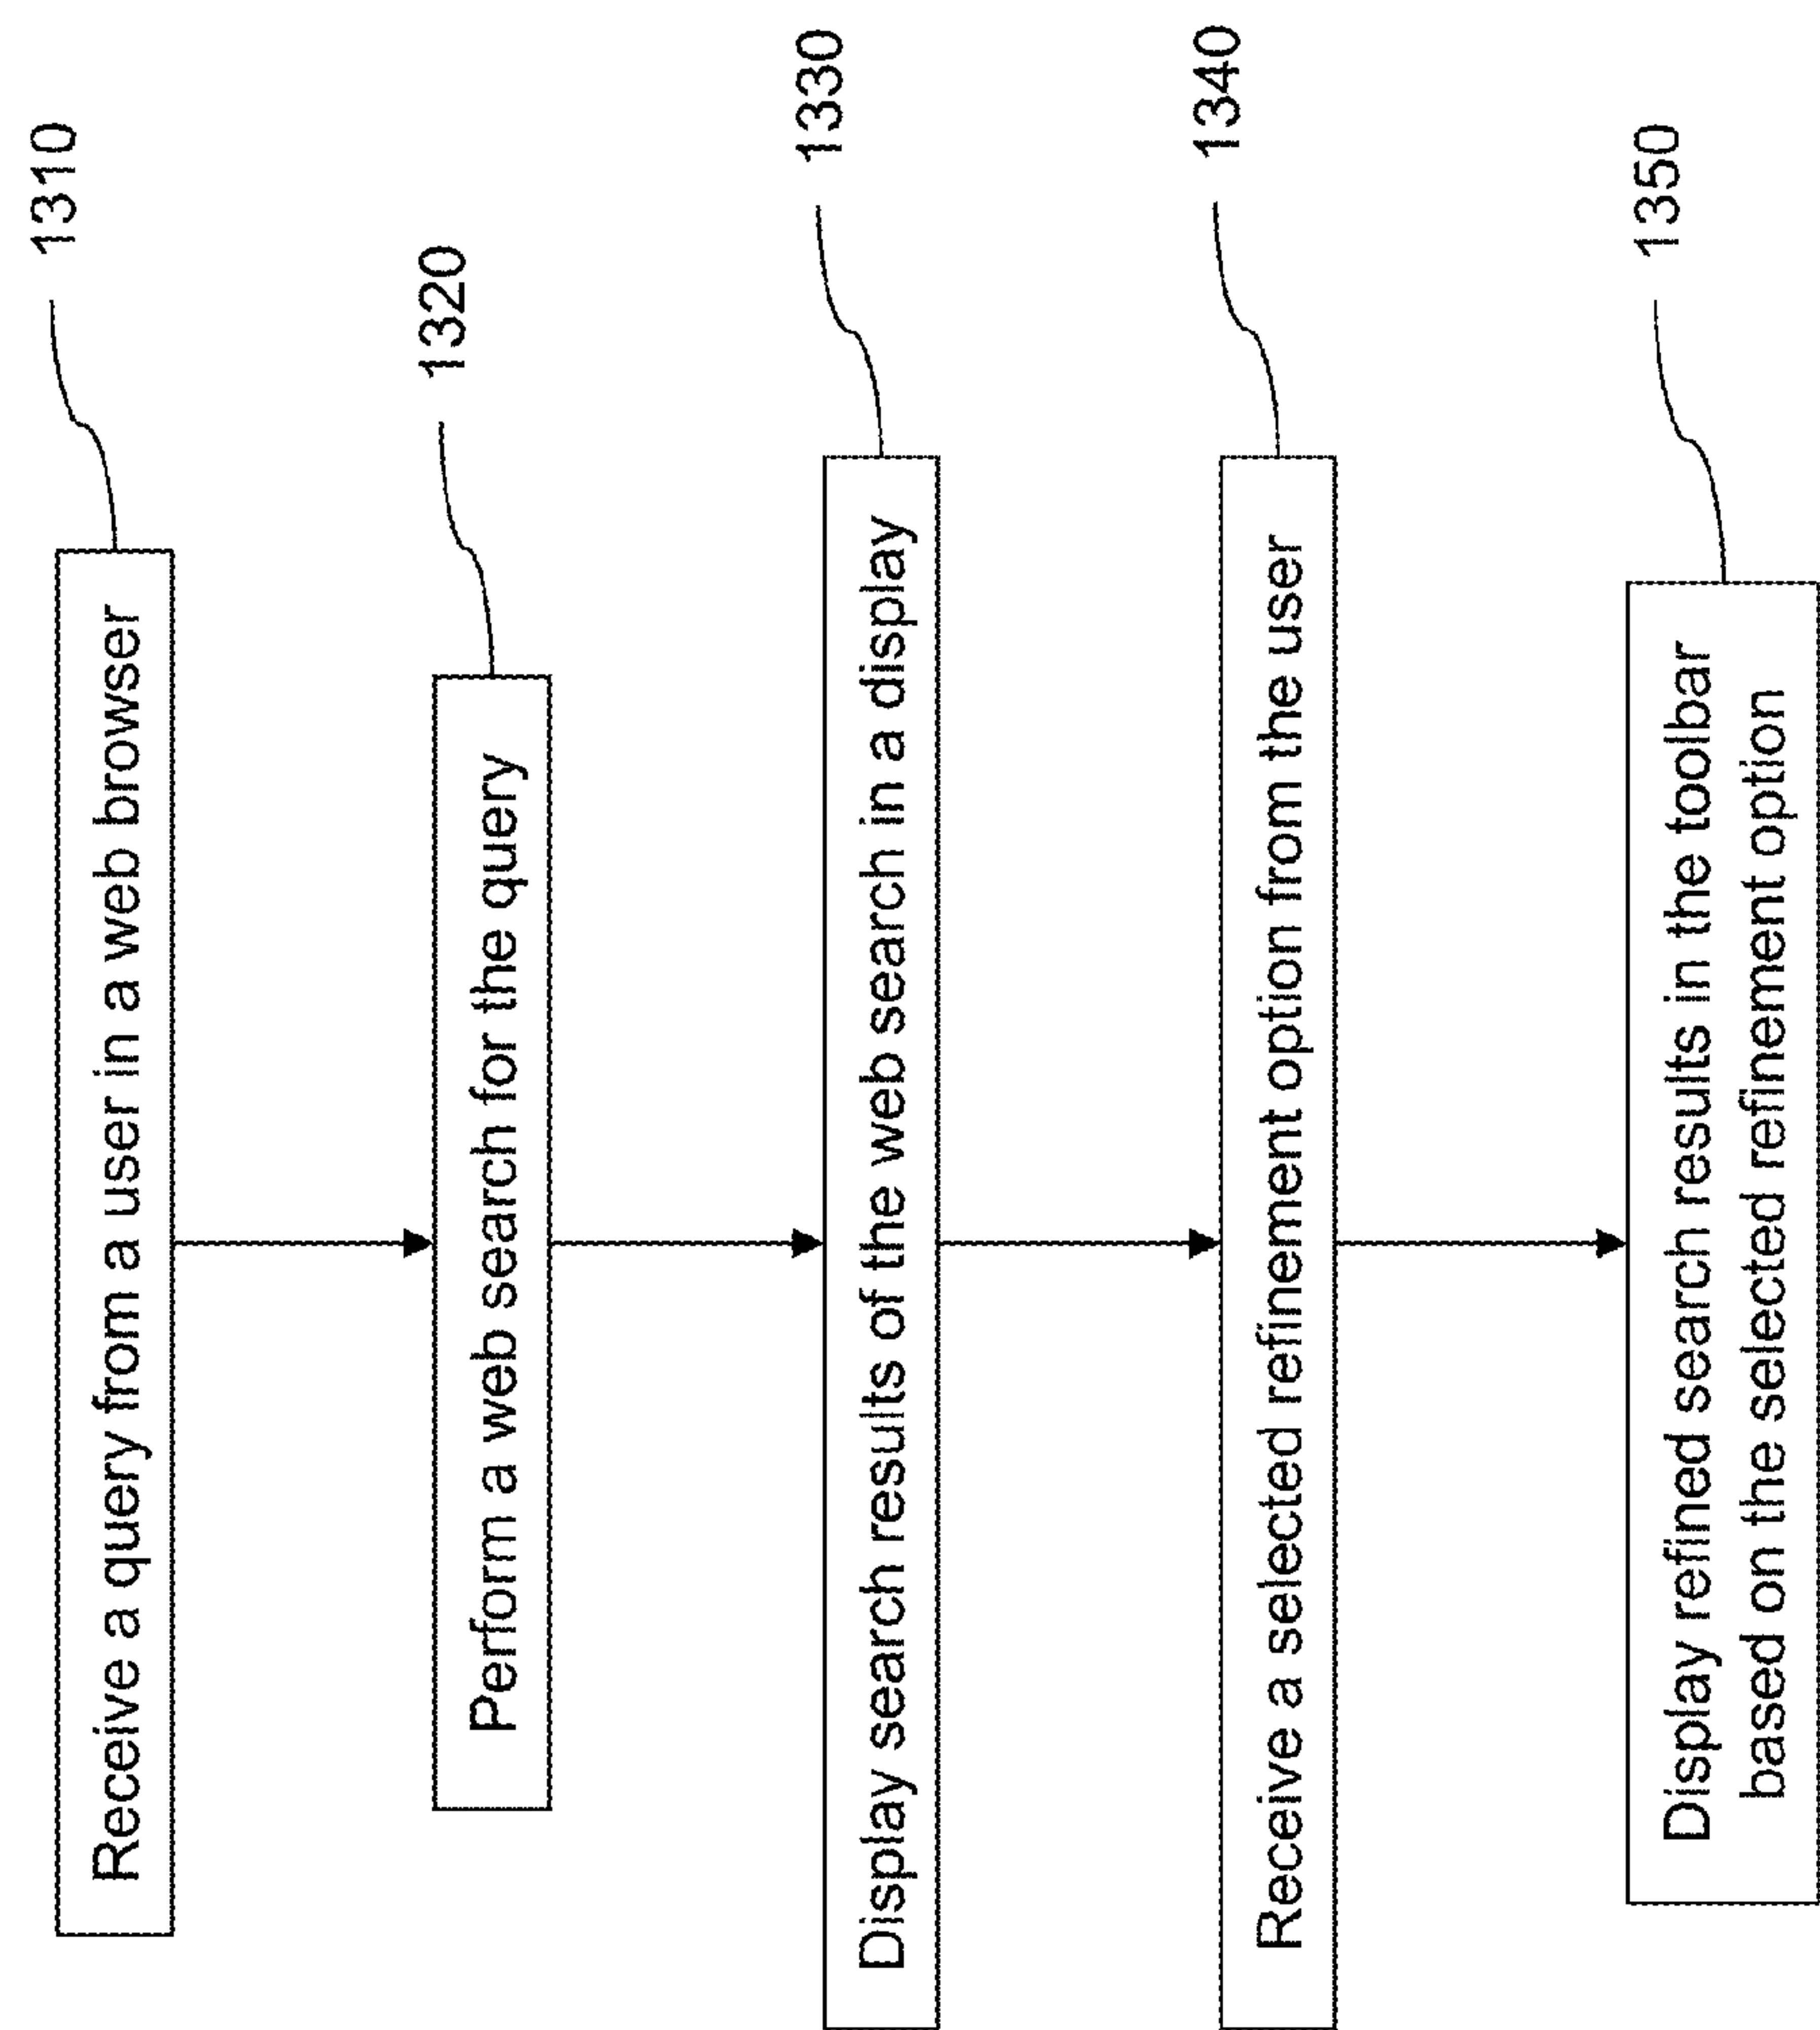 1310
Receive a query from a user in a web browser
1320
Perform a web search for the query
1330
Display search results of the web search in a display
1340
Receive a selected refinement option from the user
1350
Display refined search results in the toolbar
based on the selected refinement option